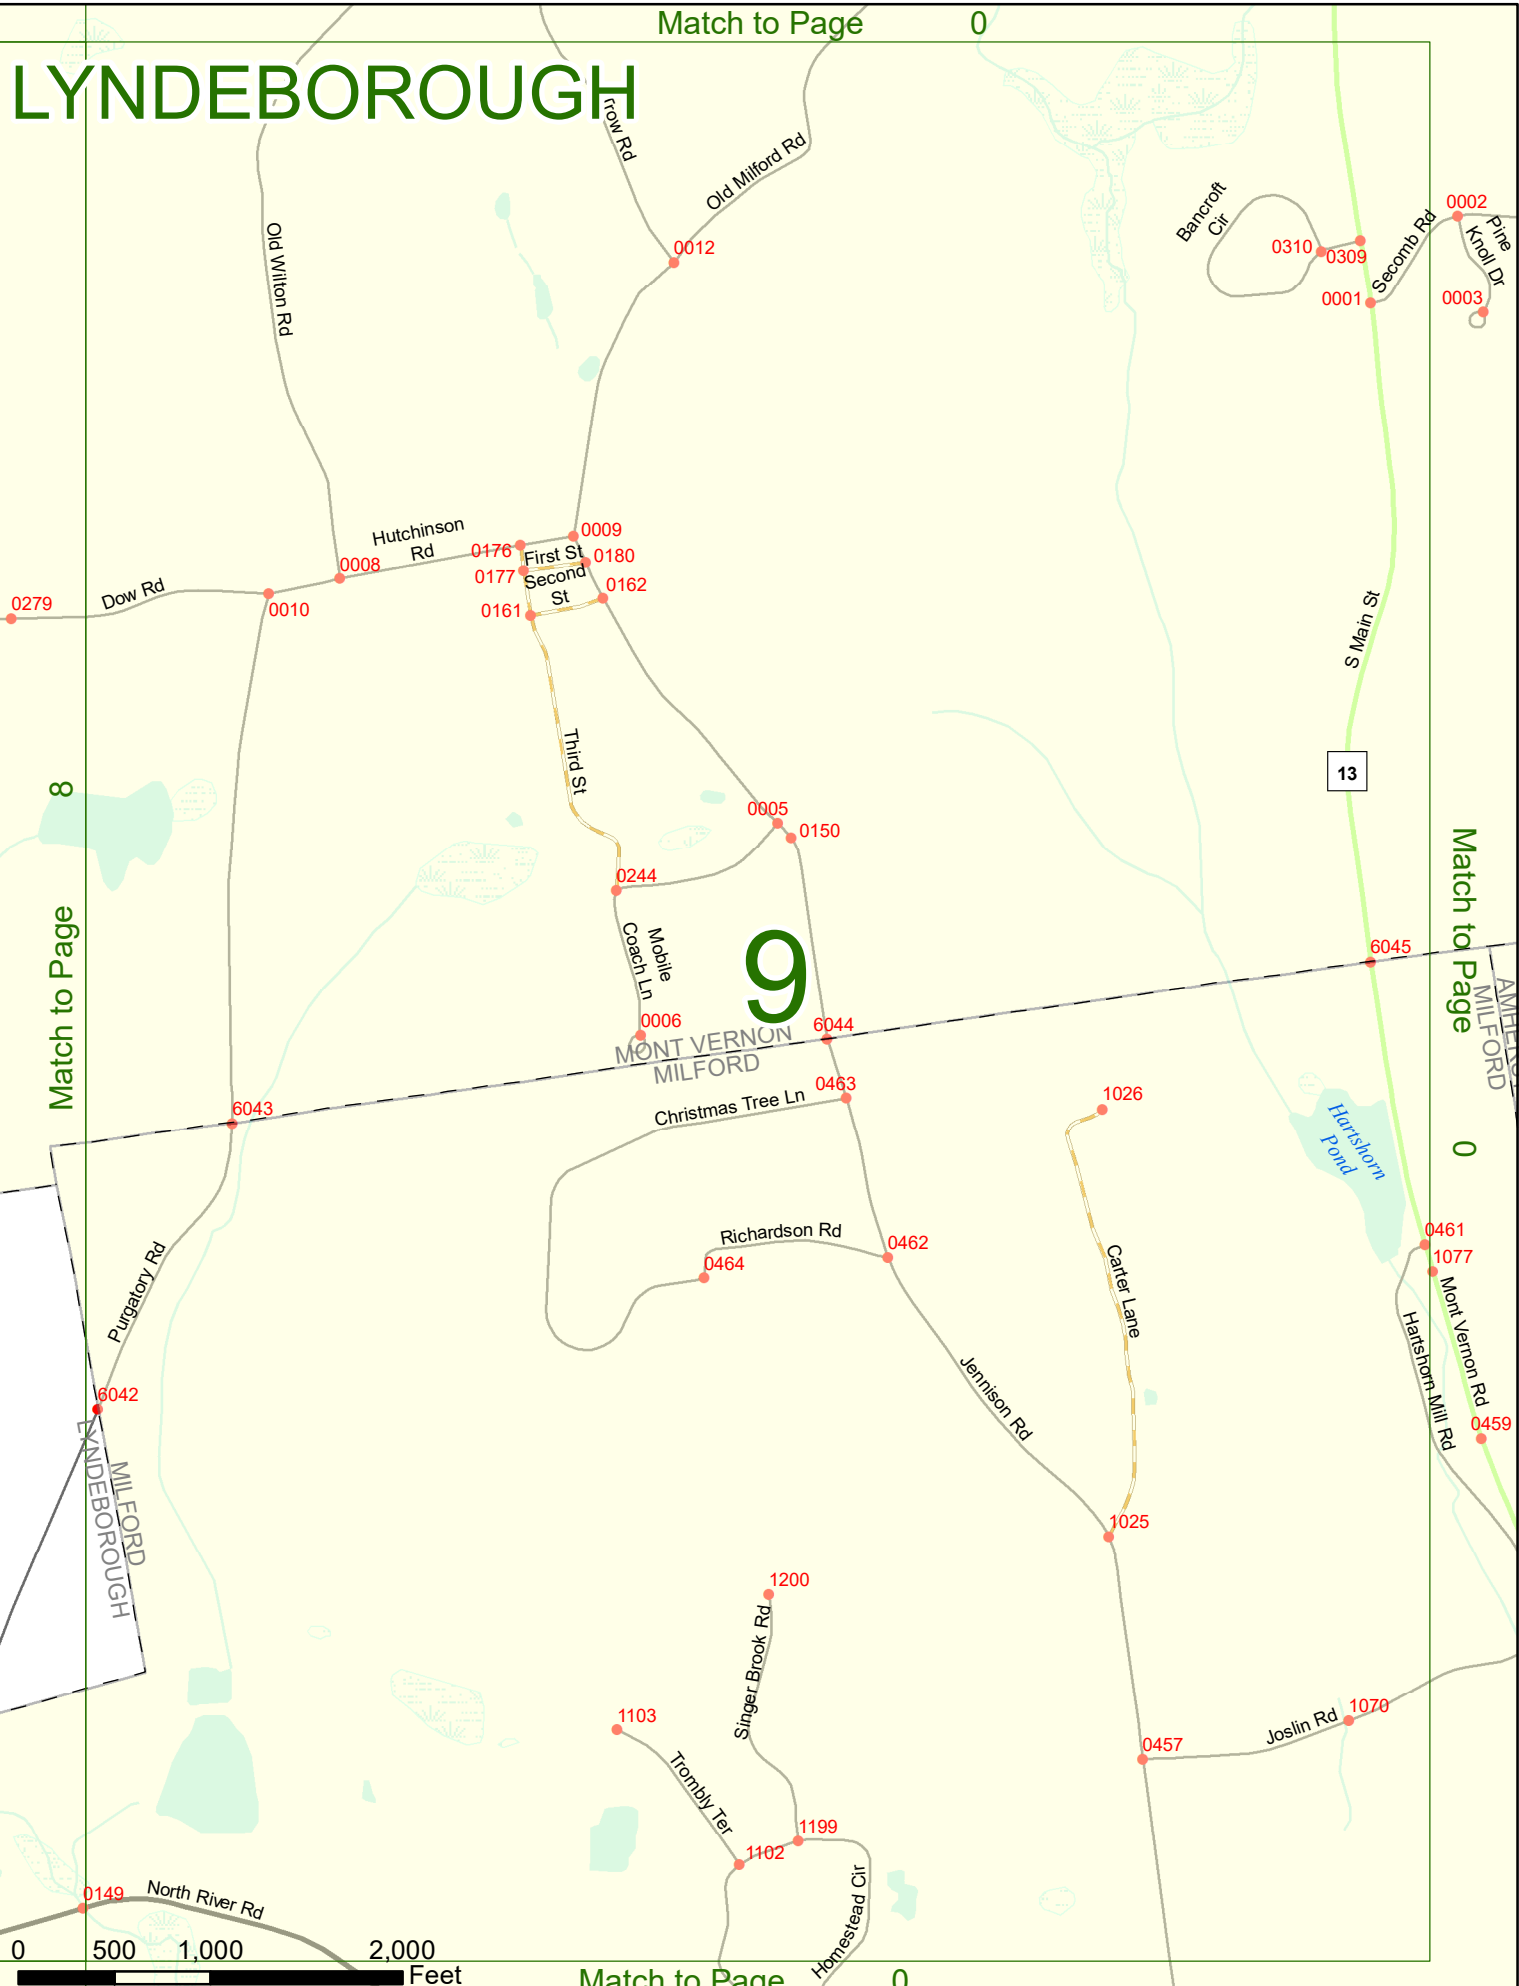 Match to Page 0
LYNDEBOROUGH
rrow Rd
Old Milford Rd
Old Wilton Rd
0012
Bancroft
Cir
0310
0309
0001
Secomb Rd
0002
Pine
Knoll Dr
0003
Hutchinson
Rd
0176
0009
First St
0180
0177
Second
St
0162
0161
0008
0010
Dow Rd
0279
S Main St
13
Third St
0005
0150
0244
Mobile
Coach Ln
0006
8
Match to Page
9
6044
6045
Match to Page 0
MONT VERNON
MILFORD
MILFORD
6043
0463
Christmas Tree Ln
1026
Hartshorn
Pond
Purgatory Rd
Richardson Rd
0464
0462
0461
1077
Carter Lane
Mont Vernon Rd
Hartshorn Mill Rd
0459
Jennison Rd
6042
MILFORD
LYNDEBOROUGH
1025
1200
Singer Brook Rd
1103
Trombly Ter
1199
1102
0457
Joslin Rd
1070
Homestead Cir
0149
North River Rd
0 500 1,000 2,000
Feet
Match to Page 0